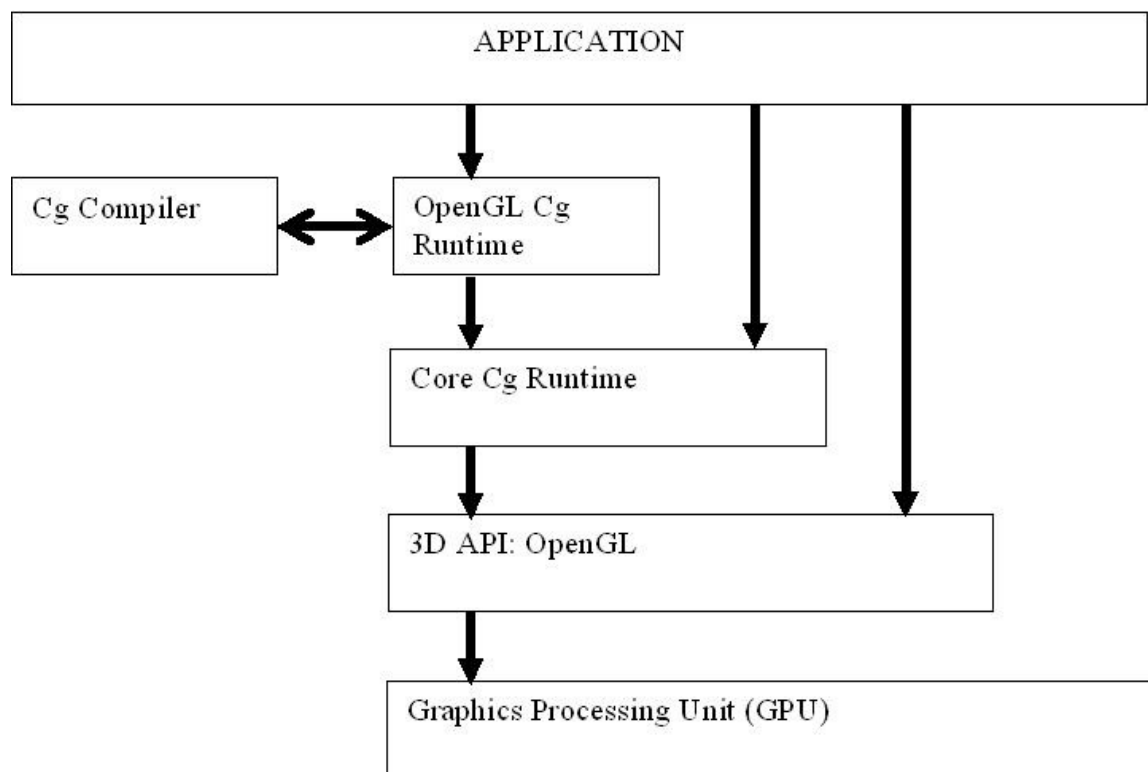 APPLICATION
Cg Compiler
OpenGL Cg
Runtime
Core Cg Runtime
3D API: OpenGL
Graphics Processing Unit (GPU)